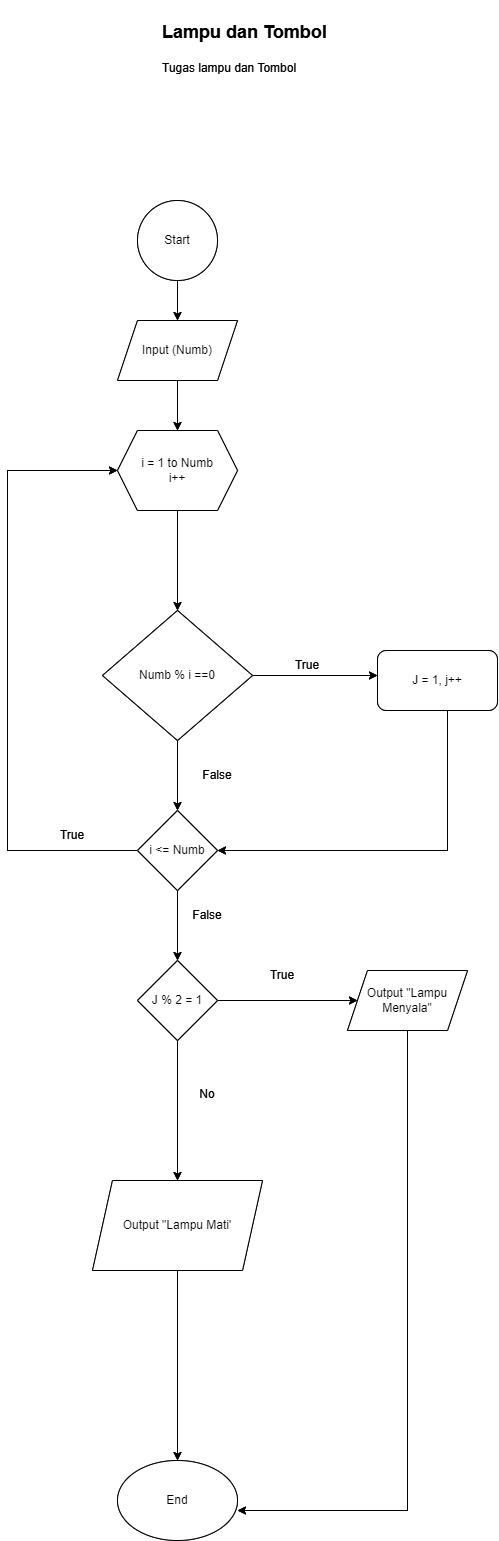 Lampu dan Tombol
Tugas lampu dan Tombol
Start
Input (Numb)
i = 1 to Numb
i++
Numb % i ==0
True
J = 1, j++
False
True
i <= Numb
False
J % 2 = 1
True
Output "Lampu
Menyala"
No
Output "Lampu Mati'
End